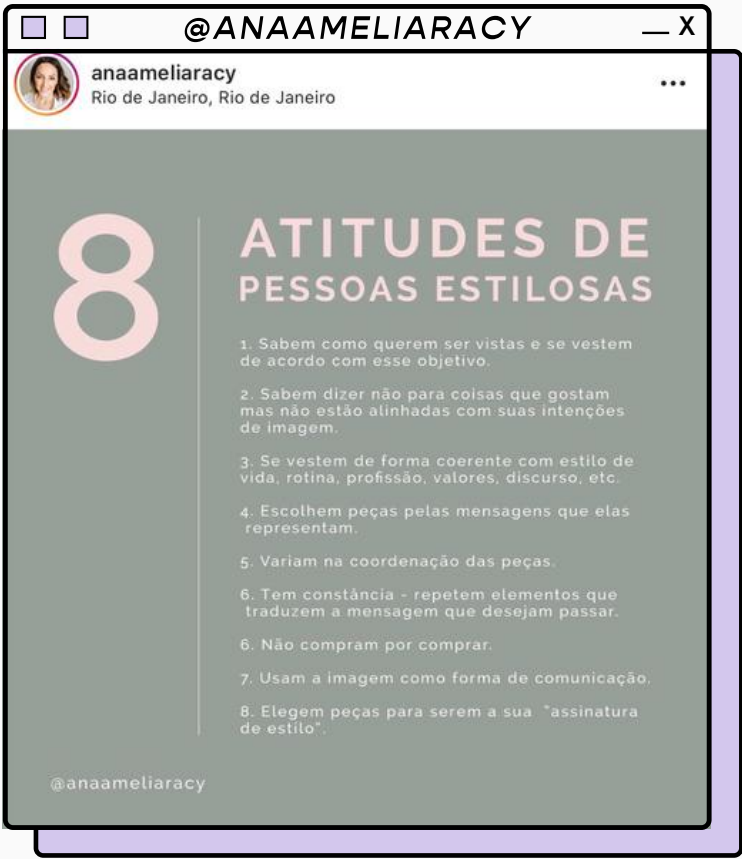 @ANAAMELIARACY
X
anaameliaracy
Rio de Janeiro, Rio de Janeiro
8
ATITUDES DE
PESSOAS ESTILOSAS
1. Sabem como querem ser vistas e se vestem
de acordo com esse objetivo.
2. Sabem dizer não para coisas que gostam
mas não estão alinhadas com suas intenções
de imagem.
3. Se vestem de forma coerente com estilo de
vida, rotina, profissão, valores, discurso, etc.
4. Escolhem peças pelas mensagens que elas
representam.
5. Variam na coordenação das peças.
6. Tem constância - repetem elementos que
traduzem a mensagem que desejam passar.
6. Não compram por comprar.
7. Usam a imagem como forma de comunicação.
8. Elegem peças para serem a sua "assinatura
de estilo".
@anaameliaracy